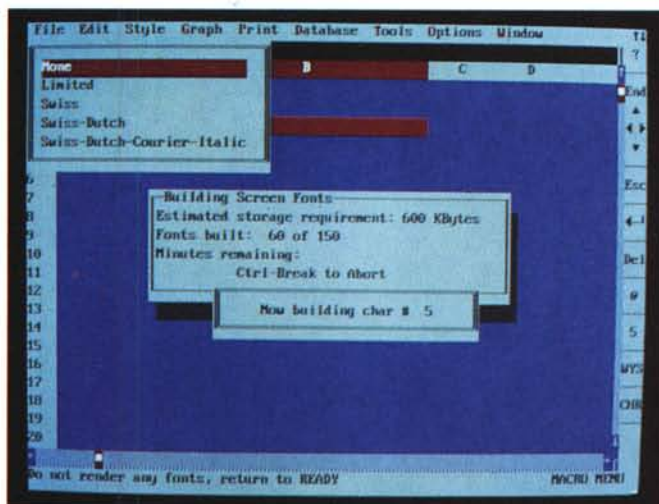 File Edit Style Graph Print Database Tools Options Window ↑↓
?
None
Limited
Swiss
Swiss-Dutch
Swiss-Dutch-Courier-Italic
B C D
End
6
7
8
9
10
11
12
13
14
15
16
17
18
19
20
Building Screen Fonts
Estimated storage requirement: 600 KBytes
Fonts built: 60 of 150
Minutes remaining:
Ctrl-Break to Abort
Now building char # 5
Esc
Del
@
5
WYS
CHR
Do not render any fonts, return to READY MACRO MENU